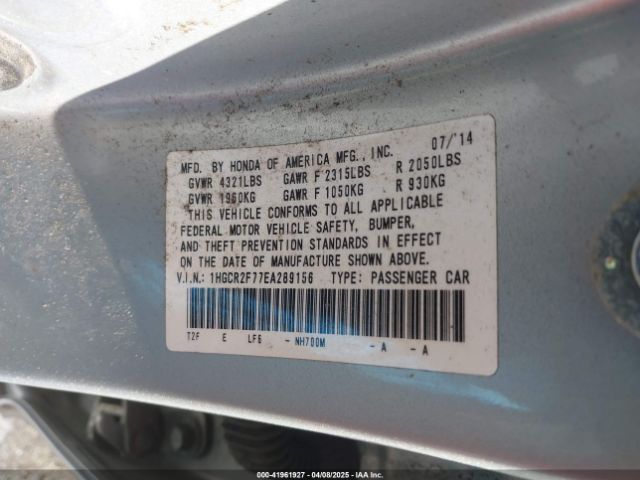 MFD. BY HONDA OF AMERICA MFG., INC. 07/'14
GVWR 4321LBS GAWR F 2315LBS R 2050LBS
GVWR 1960KG GAWR F 1050KG R 930KG
THIS VEHICLE CONFORMS TO ALL APPLICABLE
FEDERAL MOTOR VEHICLE SAFETY, BUMPER,
AND THEFT PREVENTION STANDARDS IN EFFECT
ON THE DATE OF MANUFACTURE SHOWN ABOVE.
V.I.N.: 1HGCR2F77EA289156 TYPE: PASSENGER CAR
T2F E LF6 - NH700M - A - A
000-41961927 - 04/08/2025 - IAAI.com